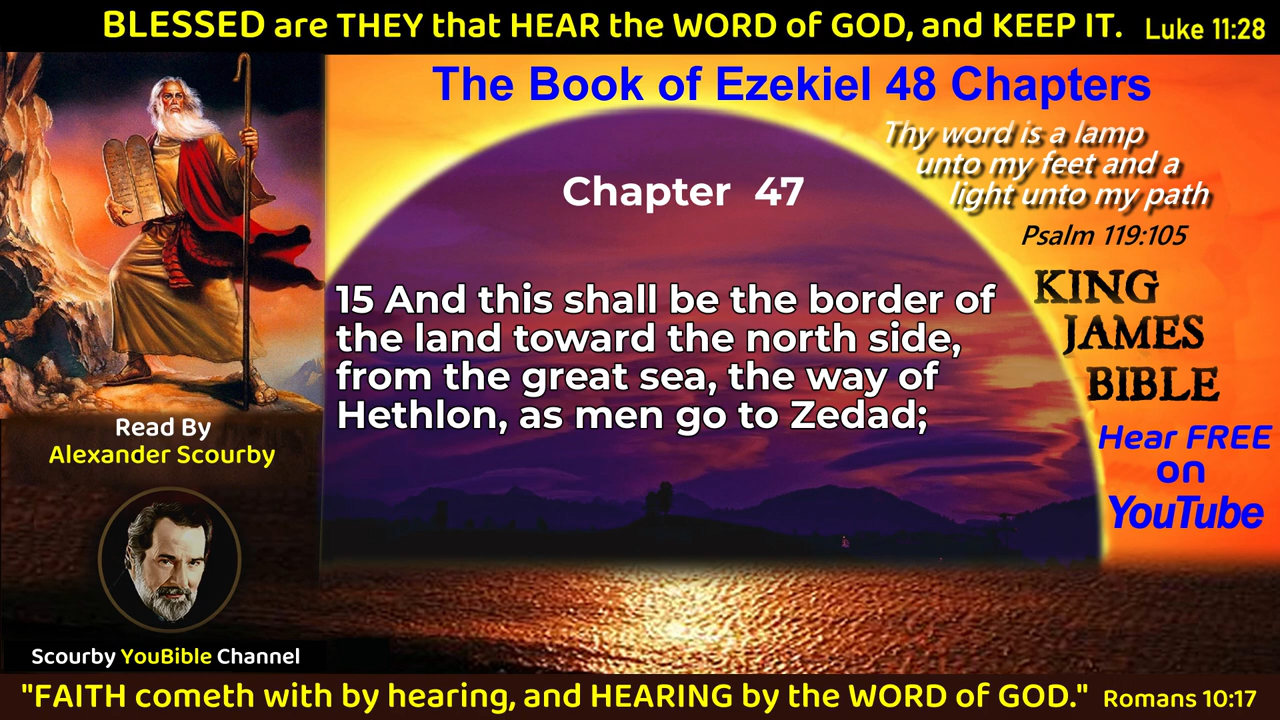 BLESSED are THEY that HEAR the WORD of GOD, and KEEP IT. Luke 11:28
The Book of Ezekiel 48 Chapters
Thy word is a lamp
unto my feet and a
light unto my path
Psalm 119:105
Chapter 47
15 And this shall be the border of
the land toward the north side,
from the great sea, the way of
Hethlon, as men go to Zedad;
KING
JAMES
BIBLE
Hear FREE
on
YouTube
Read By
Alexander Scourby
Scourby YouBible Channel
"FAITH cometh with by hearing, and HEARING by the WORD of GOD." Romans 10:17